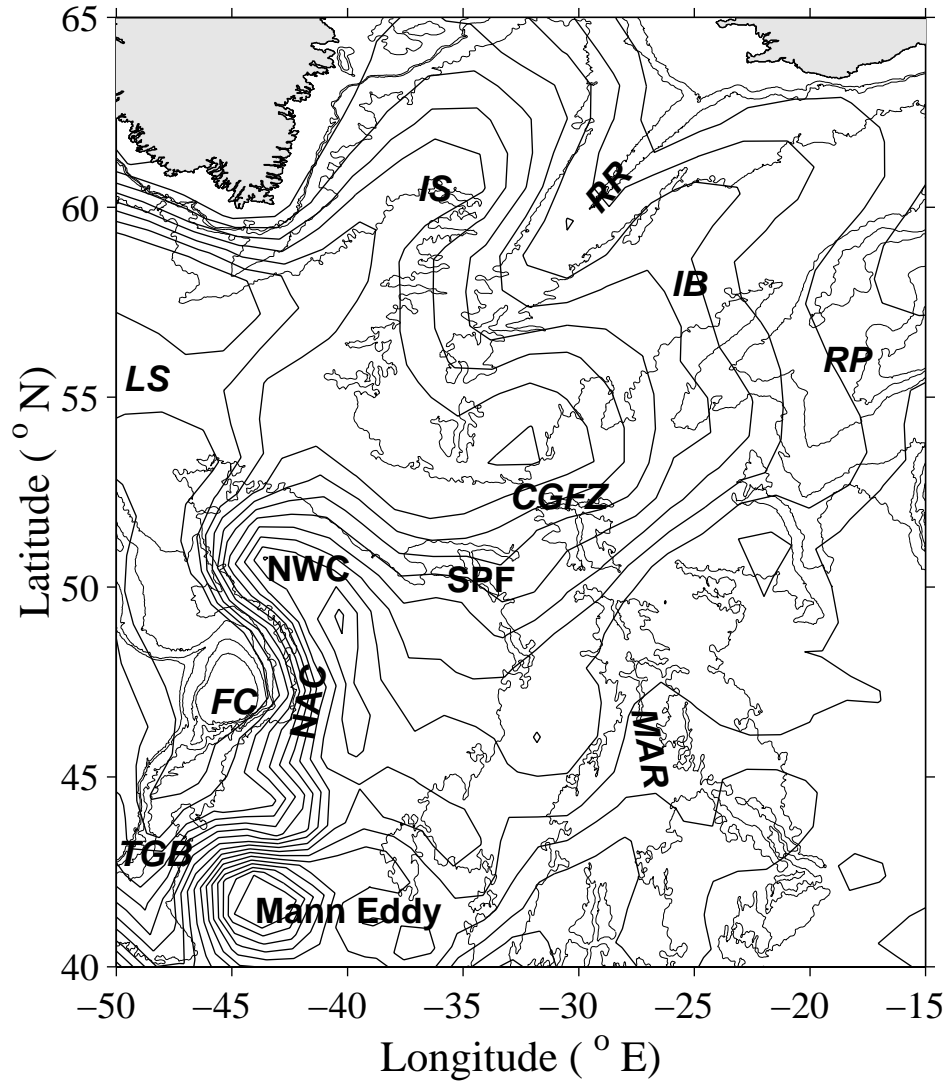 65
60
55
50
45
40
Latitude ( o N)
IS
RR
IB
RP
LS
CGFZ
NWC
SPF
FC
NAC
MAR
TGB
Mann Eddy
−50 −45 −40 −35 −30 −25 −20 −15
Longitude ( o E)